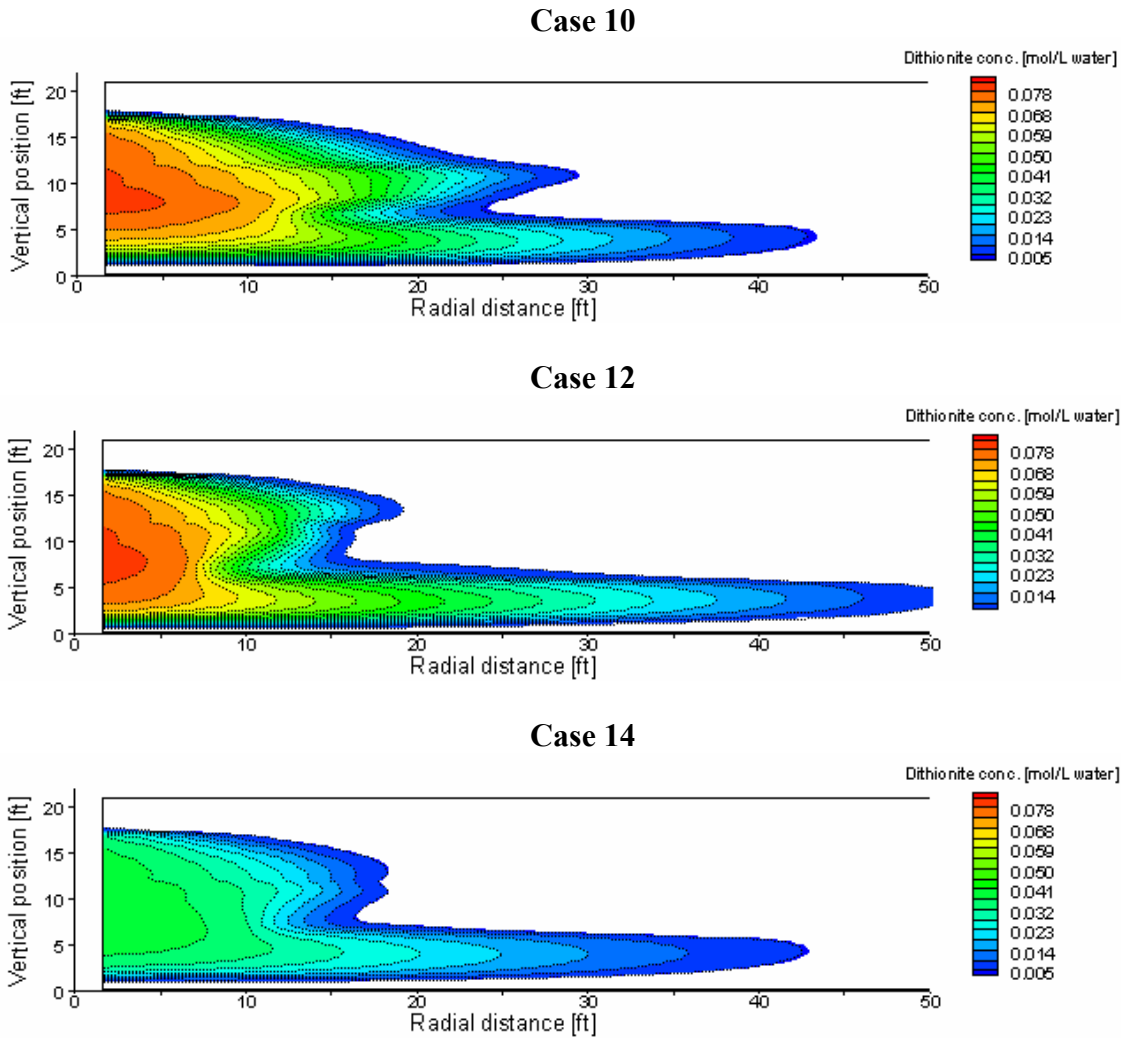 Case 10
Dithionite conc. [mol/L water]
0.078
0.068
0.059
0.050
0.041
0.032
0.023
0.014
0.005
Vertical position [ft]
20
15
10
5
0
0 10 20 30 40 50
Radial distance [ft]
Case 12
Dithionite conc. [mol/L water]
0.078
0.068
0.059
0.050
0.041
0.032
0.023
0.014
Vertical position [ft]
20
15
10
5
0
0 10 20 30 40 50
Radial distance [ft]
Case 14
Dithionite conc. [mol/L water]
0.078
0.068
0.059
0.050
0.041
0.032
0.023
0.014
0.005
Vertical position [ft]
20
15
10
5
0
0 10 20 30 40 50
Radial distance [ft]